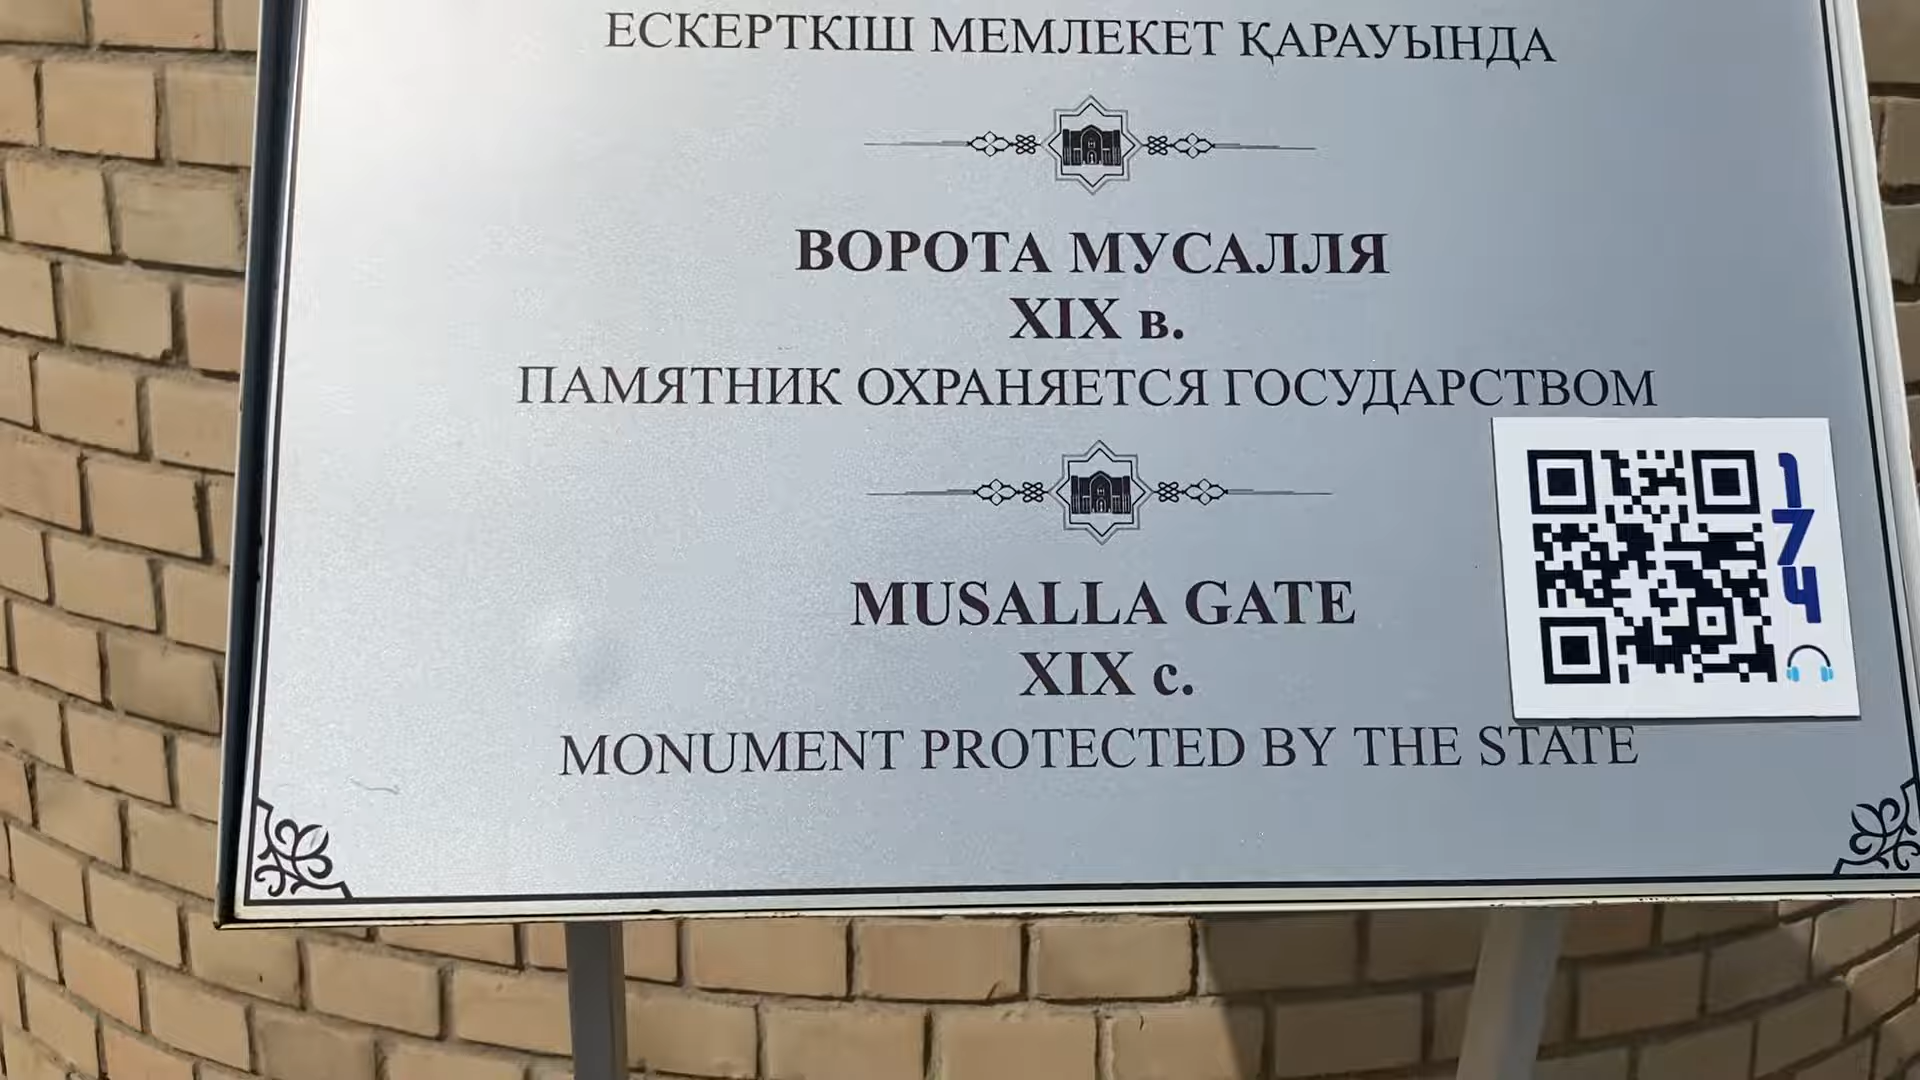 ЕСКЕРТКІШ МЕМЛЕКЕТ ҚАРАУЫНДА
ВОРОТА МУСАЛЛЯ
XIX в.
ПАМЯТНИК ОХРАНЯЕТСЯ ГОСУДАРСТВОМ
174
MUSALLA GATE
XIX c.
MONUMENT PROTECTED BY THE STATE